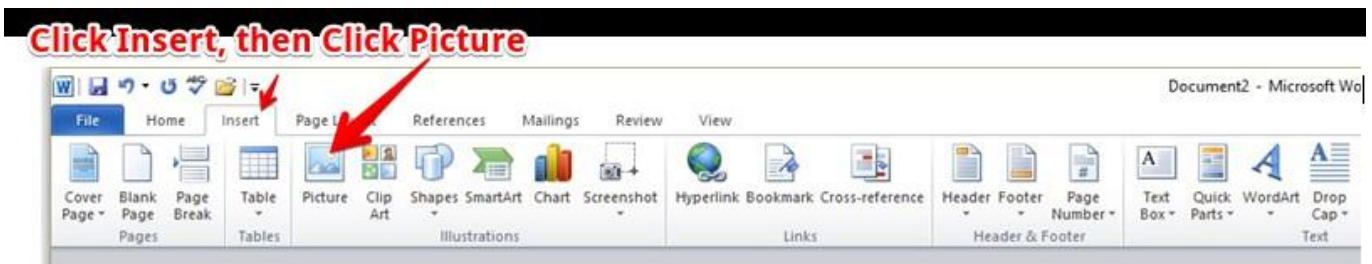 Click Insert, then Click Picture
Document2 - Microsoft Wo
File Home Insert Page L References Mailings Review View
Cover Page Blank Page Page Break Table Picture Clip Art Shapes SmartArt Chart Screenshot Hyperlink Bookmark Cross-reference Header Footer Page Number Text Box Quick Parts WordArt Drop Cap
Pages Tables Illustrations Links Header & Footer Text